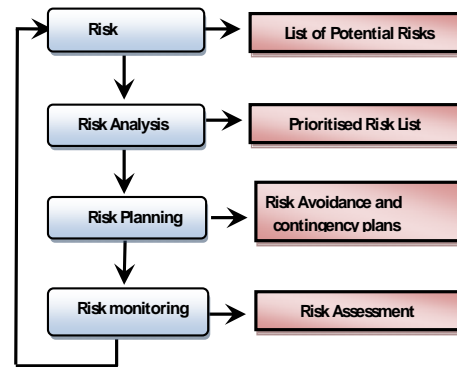 Risk
List of Potential Risks
Risk Analysis
Prioritised Risk List
Risk Planning
Risk Avoidance and
contingency plans
Risk monitoring
Risk Assessment